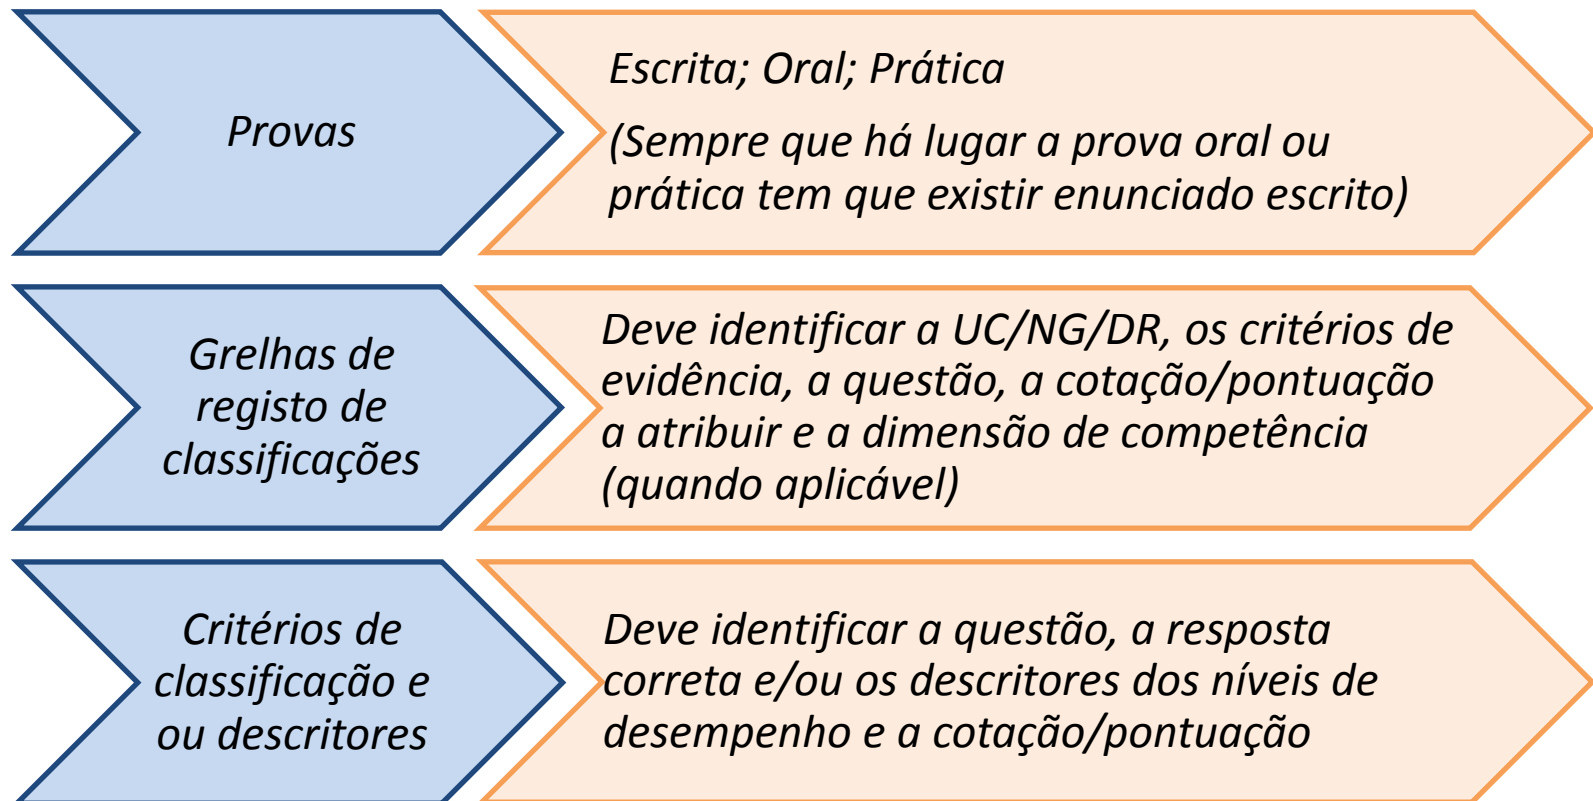 Provas
Escrita; Oral; Prática
(Sempre que há lugar a prova oral ou
prática tem que existir enunciado escrito)
Grelhas de
registo de
classificações
Deve identificar a UC/NG/DR, os critérios de
evidência, a questão, a cotação/pontuação
a atribuir e a dimensão de competência
(quando aplicável)
Critérios de
classificação e
ou descritores
Deve identificar a questão, a resposta
correta e/ou os descritores dos níveis de
desempenho e a cotação/pontuação